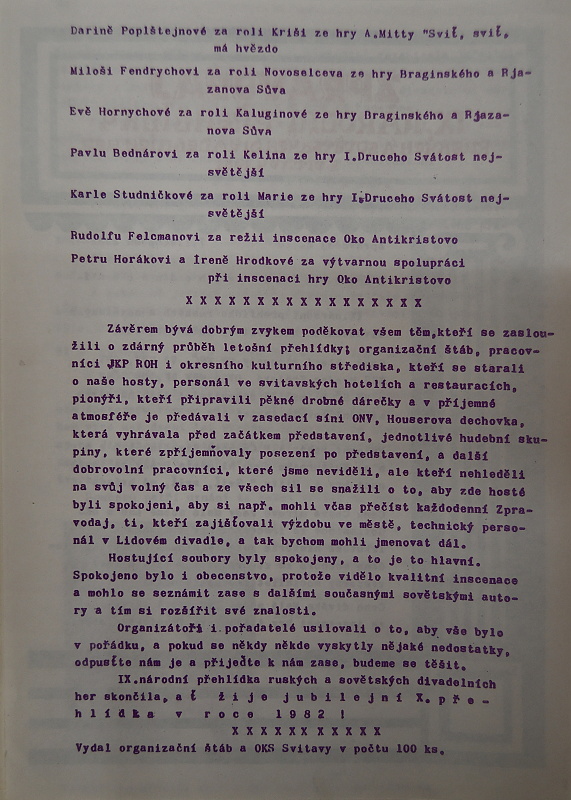 Darině Poplštejnové za roli Kriši ze hry A.Mitty "Sviť, sviť,
má hvězdo
Miloši Fendrychovi za roli Novoselceva ze hry Braginského a Rja-
zanova Sůva
Evě Hornychové za roli Kaluginové ze hry Braginského a Rjaza-
nova Sůva
Pavlu Bednárovi za roli Kelina ze hry I.Druceho Svátost nej-
světější
Karle Studničkové za roli Marie ze hry I.Druceho Svátost nej-
světější
Rudolfu Felcmanovi za režii inscenace Oko Antikristovo
Petru Horákovi a Ireně Hrodkové za výtvarnou spolupráci
při inscenaci hry Oko Antikristovo
X X X X X X X X X X X X X X X X X
Závěrem bývá dobrým zvykem poděkovat všem těm,kteří se zaslou-
žili o zdárný průběh letošní přehlídky; organizační štáb, pracov-
níci JKP ROH i okresního kulturního střediska, kteří se starali
o naše hosty, personál ve svitavských hotelích a restauracích,
pionýři, kteří připravili pěkné drobné dárečky a v příjemné
atmosféře je předávali v zasedací síni ONV, Houserova dechovka,
která vyhrávala před začátkem představení, jednotlivé hudební sku-
piny, které zpříjemňovaly posezení po představení, a další
dobrovolní pracovníci, které jsme neviděli, ale kteří nehleděli
na svůj volný čas a ze všech sil se snažili o to, aby zde hosté
byli spokojeni, aby si např. mohli včas přečíst každodenní Zpra-
vodaj, ti, kteří zajišťovali výzdobu ve městě, technický perso-
nál v Lidovém divadle, a tak bychom mohli jmenovat dál.
Hostující soubory byly spokojeny, a to je to hlavní.
Spokojeno bylo i obecenstvo, protože vidělo kvalitní inscenace
a mohlo se seznámit zase s dalšími současnými sovětskými auto-
ry a tím si rozšířit své znalosti.
Organizátoři i pořadatelé usilovali o to, aby vše bylo
v pořádku, a pokud se někdy někde vyskytly nějaké nedostatky,
odpusťte nám je a přijeďte k nám zase, budeme se těšit.
IX.národní přehlídka ruských a sovětských divadelních
her skončila, a ť ž i j e j u b i l e j n í X. p ř e -
h l í d k a v r o c e 1 9 8 2 !
X X X X X X X X X X X
Vydal organizační štáb a OKS Svitavy v počtu 100 ks.